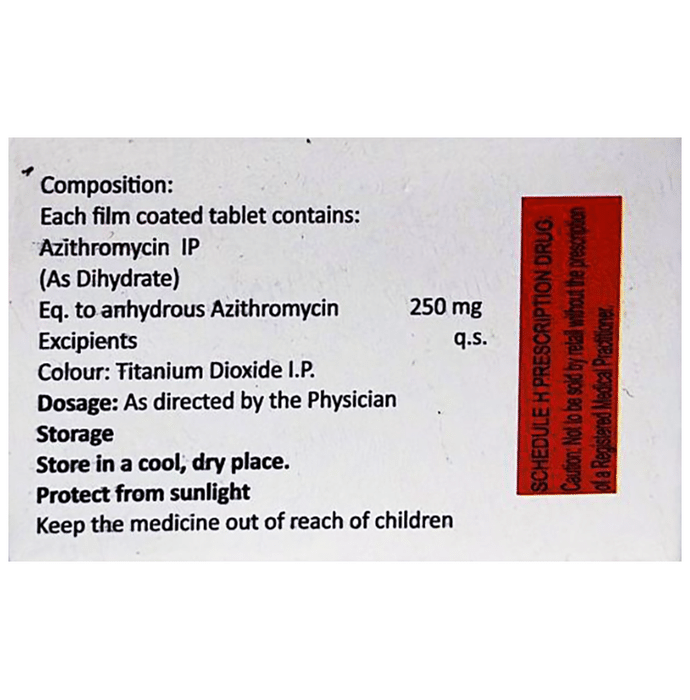 Composition:
Each film coated tablet contains:
Azithromycin IP
(As Dihydrate)
Eq. to anhydrous Azithromycin 250 mg
Excipients q.s.
Colour: Titanium Dioxide I.P.
Dosage: As directed by the Physician
Storage
Store in a cool, dry place.
Protect from sunlight
Keep the medicine out of reach of children
SCHEDULE H PRESCRIPTION DRUG
Caution: Not to be sold by retail without the prescription
of a Registered Medical Practitioner.